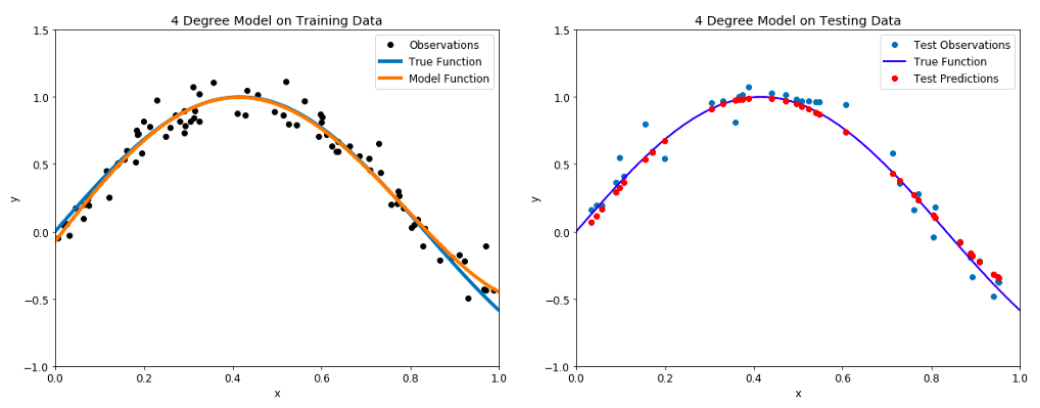 4 Degree Model on Training Data
1.5
1.0
0.5
0.0
−0.5
−1.0
y
0.0 0.2 0.4 0.6 0.8 1.0
x
Observations
True Function
Model Function
4 Degree Model on Testing Data
1.5
1.0
0.5
0.0
−0.5
−1.0
y
0.0 0.2 0.4 0.6 0.8 1.0
x
Test Observations
True Function
Test Predictions